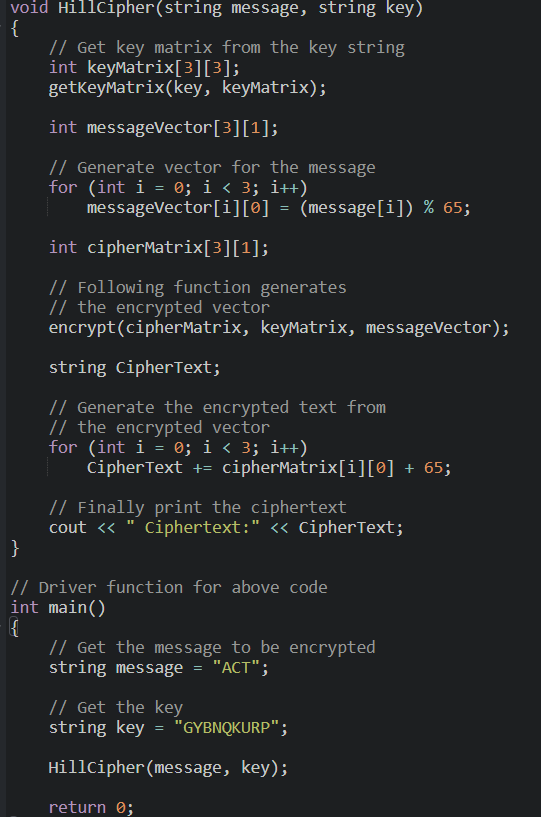 void HillCipher(string message, string key)
{
    // Get key matrix from the key string
    int keyMatrix[3][3];
    getKeyMatrix(key, keyMatrix);

    int messageVector[3][1];

    // Generate vector for the message
    for (int i = 0; i < 3; i++)
        messageVector[i][0] = (message[i]) % 65;

    int cipherMatrix[3][1];

    // Following function generates
    // the encrypted vector
    encrypt(cipherMatrix, keyMatrix, messageVector);

    string CipherText;

    // Generate the encrypted text from
    // the encrypted vector
    for (int i = 0; i < 3; i++)
        CipherText += cipherMatrix[i][0] + 65;

    // Finally print the ciphertext
    cout << " Ciphertext:" << CipherText;
}

// Driver function for above code
int main()
{
    // Get the message to be encrypted
    string message = "ACT";

    // Get the key
    string key = "GYBNQKURP";

    HillCipher(message, key);

    return 0;